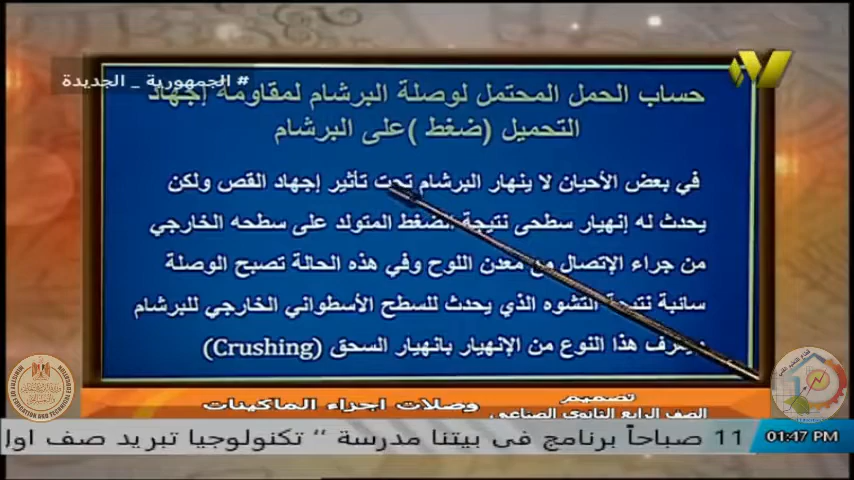 # الجمهورية _ الجديدة
حساب الحمل المحتمل لوصلة البرشام لمقاومة إجهاد
التحميل (ضغط )على البرشام
في بعض الأحيان لا ينهار البرشام تحت تأثير إجهاد القص ولكن
يحدث له إنهيار سطحى نتيجة الضغط المتولد على سطحه الخارجي
من جراء الإتصال من معدن اللوح وفي هذه الحالة تصبح الوصلة
سائبة نتيجة التشوه الذي يحدث للسطح الأسطواني الخارجي للبرشام
ويعرف هذا النوع من الإنهيار بانهيار السحق (Crushing)
تصميم
وصلات اجزاء الماكينات
الصف الرابع الثانوى الصناعى
11 صباحاً برنامج فى بيتنا مدرسة “ تكنولوجيا تبريد صف اول
01:47 PM